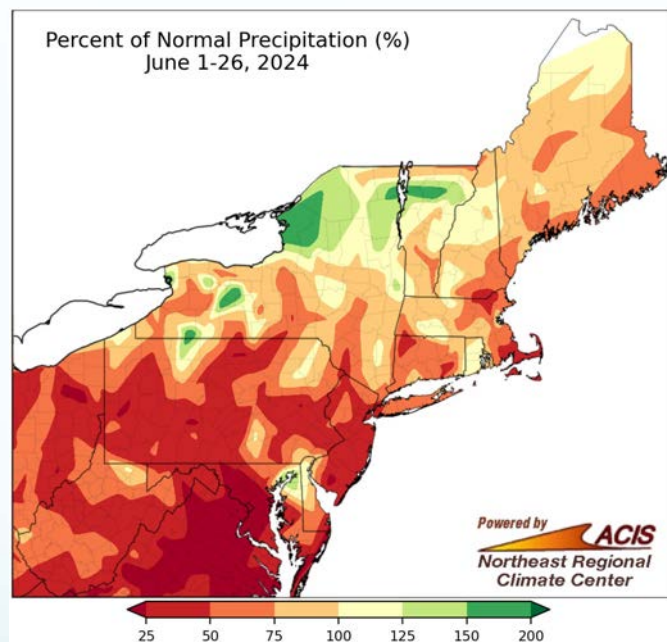 Percent of Normal Precipitation (%)
June 1-26, 2024
Powered by
ACIS
Northeast Regional
Climate Center
25 50 75 100 125 150 200